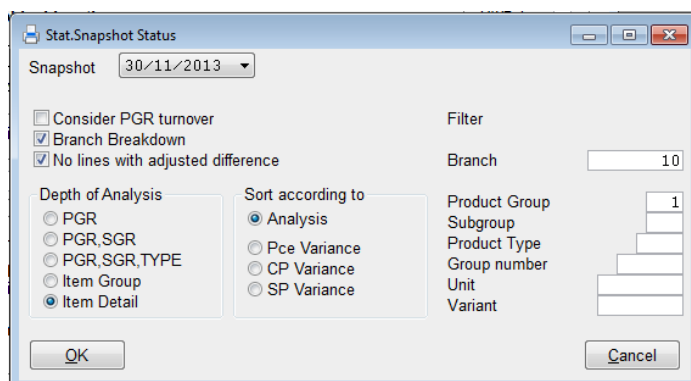 Stat.Snapshot Status
Snapshot 30/11/2013
Consider PGR turnover
Filter
Branch Breakdown
No lines with adjusted difference
Branch 10
Depth of Analysis
Sort according to
PGR
PGR,SGR
PGR,SGR,TYPE
Item Group
Item Detail
Analysis
Pce Variance
CP Variance
SP Variance
Product Group 1
Subgroup
Product Type
Group number
Unit
Variant
OK
Cancel